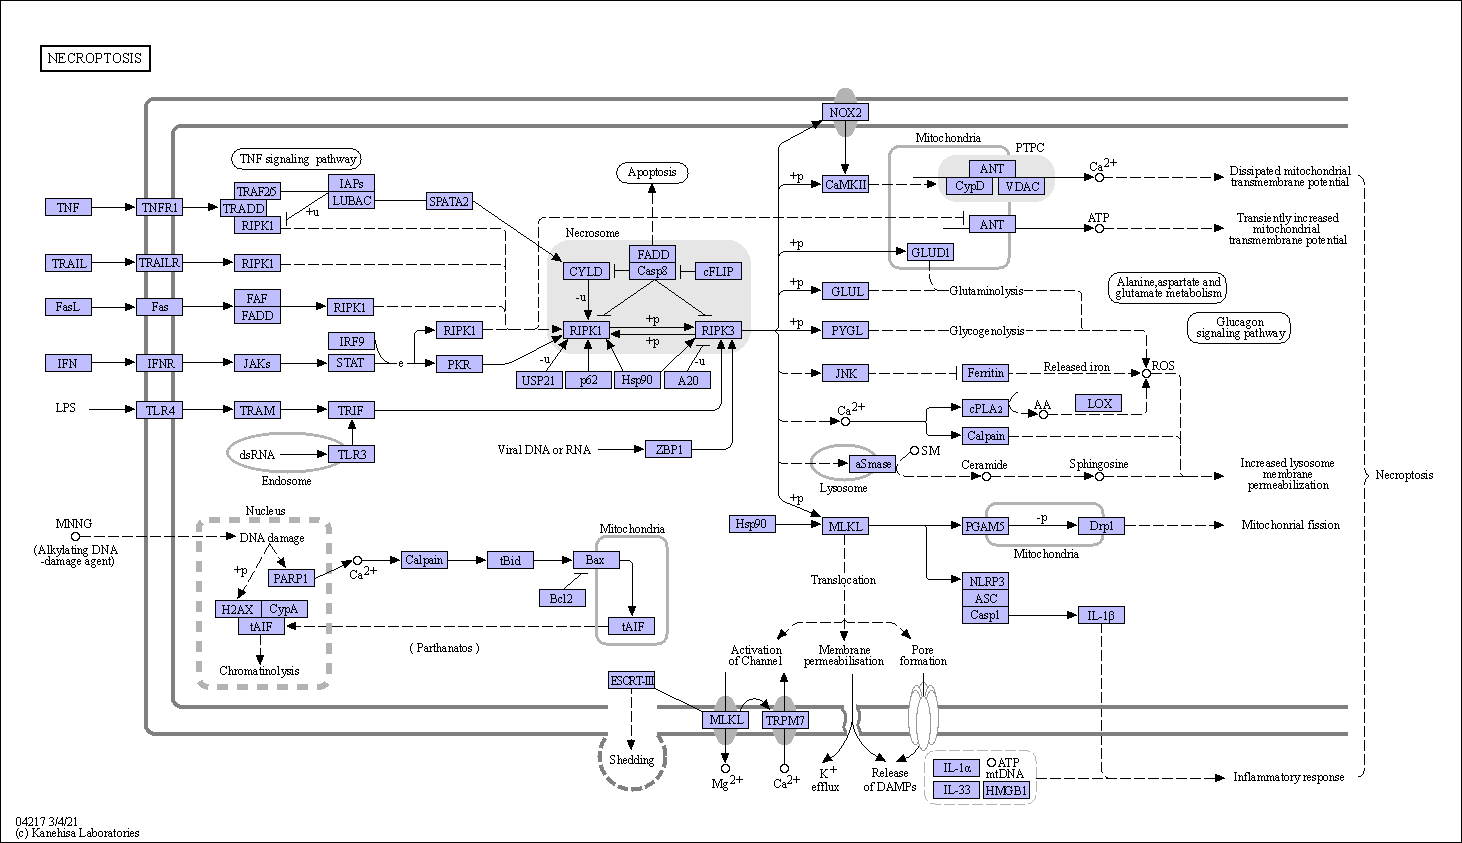 NECROPTOSIS
NOX2
Mitochondria
PTPC
TNF signaling pathway
Apoptosis
ANT
Ca2+
CypD
VDAC
Dissipated mitochondrial
transmembrane potential
+p
CaMKII
IAPs
LUBAC
TRAF2/5
TRADD
RIPK1
+u
SPATA2
TNF
TNFR1
ANT
ATP
Transiently increased
mitochondrial
transmembrane potential
Necrosome
FADD
Casp8
CYLD
cFLIP
+p
GLUD1
TRAIL
TRAILR
RIPK1
-u
+p
GLUL
Glutaminolysis
Alanine,aspartate and
glutamate metabolism
FasL
Fas
FAF
FADD
RIPK1
RIPK1
RIPK1
+p
+p
RIPK3
+p
PYGL
Glycogenolysis
Glucagon
signaling pathway
IFN
IFNR
JAKs
IRF9
STAT
e
PKR
-u
-u
USP21
p62
Hsp90
A20
JNK
Ferritin
Released iron
ROS
LPS
TLR4
TRAM
TRIF
Ca2+
cPLA2
AA
LOX
Calpain
dsRNA
TLR3
Endosome
Viral DNA or RNA
ZBP1
aSmase
SM
Lysosome
Ceramide
Sphingosine
Increased lysosome
membrane
permeabilization
Necroptosis
+p
Hsp90
MLKL
PGAM5
-p
Drp1
Mitochondria
Mitochonrial fission
MNNG
(Alkylating DNA
-damage agent)
Nucleus
DNA damage
+p
PARP1
Ca2+
Calpain
tBid
Bax
Bcl2
Mitochondria
tAIF
H2AX
CypA
tAIF
Chromatinolysis
( Parthanatos )
Translocation
NLRP3
ASC
Casp1
IL-1β
Activation
of Channel
Membrane
permeabilisation
Pore
formation
ESCRT-III
MLKL
TRPM7
Shedding
Mg2+
Ca2+
K+
efflux
Release
of DAMPs
IL-1α
ATP
mtDNA
IL-33
HMGB1
Inflammatory response
04217 3/4/21
(c) Kanehisa Laboratories